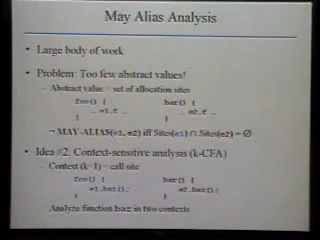 May Alias Analysis
• Large body of work
• Problem: Too few abstract values!
– Abstract value = set of allocation sites
foo() { bar() {
… e1.f … … e2.f …
} }
¬ MAY-ALIAS(e1, e2) iff Sites(e1) ∩ Sites(e2) = ∅
• Idea #2: Context-sensitive analysis (k-CFA)
– Context (k=1) = call site
foo() { bar() {
e1.baz(); e2.baz();
} }
Analyze function baz in two contexts